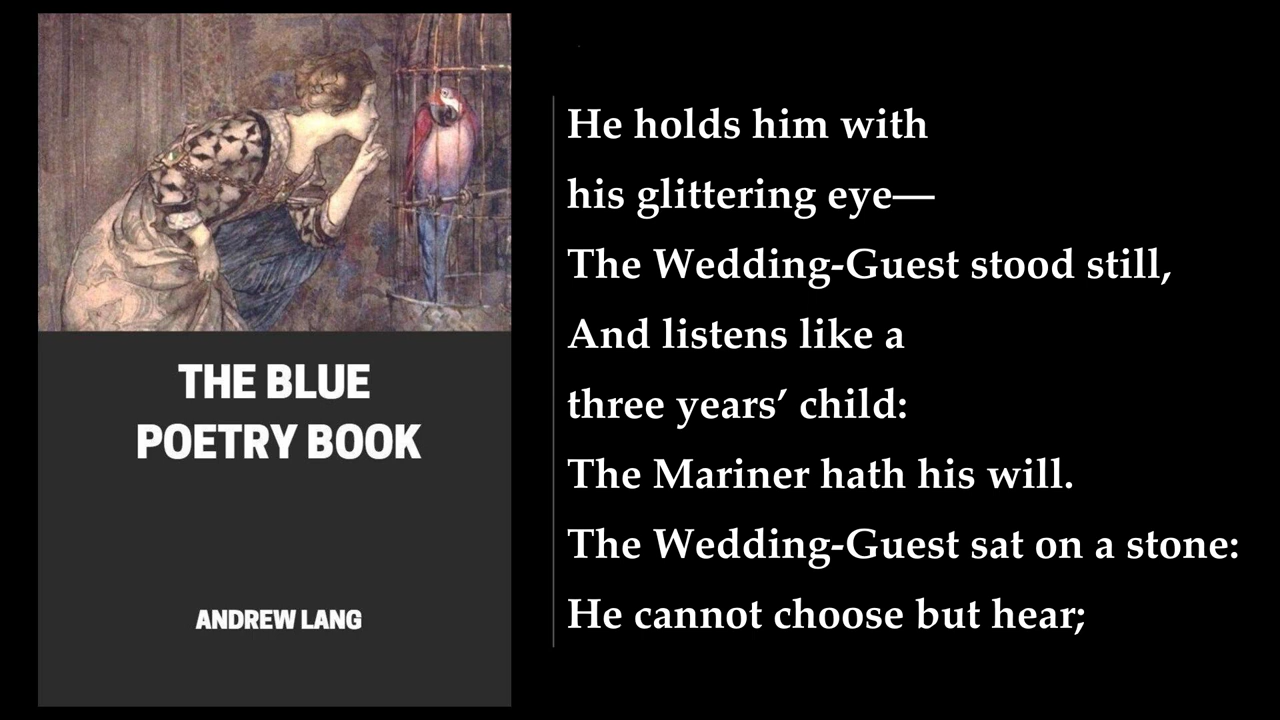 THE BLUE
POETRY BOOK
ANDREW LANG
He holds him with
his glittering eye—
The Wedding-Guest stood still,
And listens like a
three years’ child:
The Mariner hath his will.
The Wedding-Guest sat on a stone:
He cannot choose but hear;